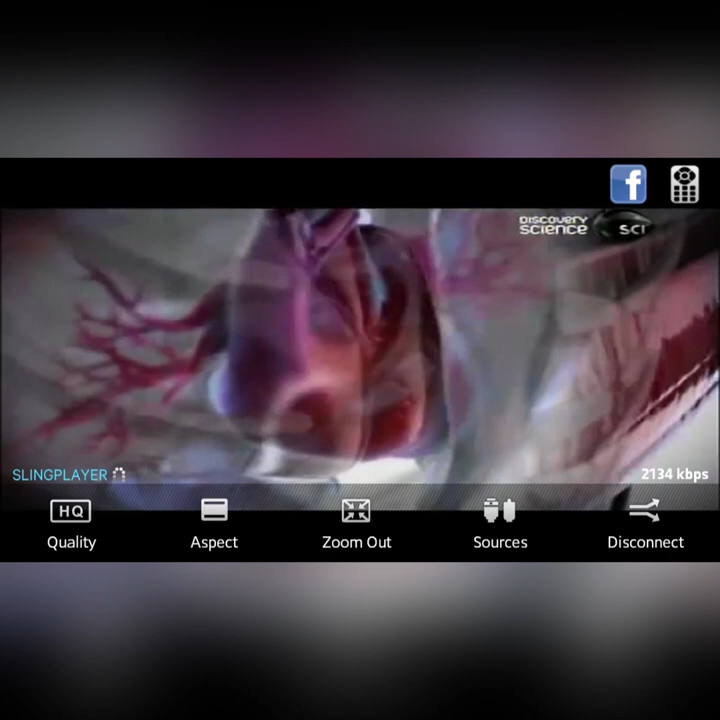 f
DISCOVERY
SCIENCE
SCI
SLINGPLAYER
2134 kbps
HQ
Quality
Aspect
Zoom Out
Sources
Disconnect